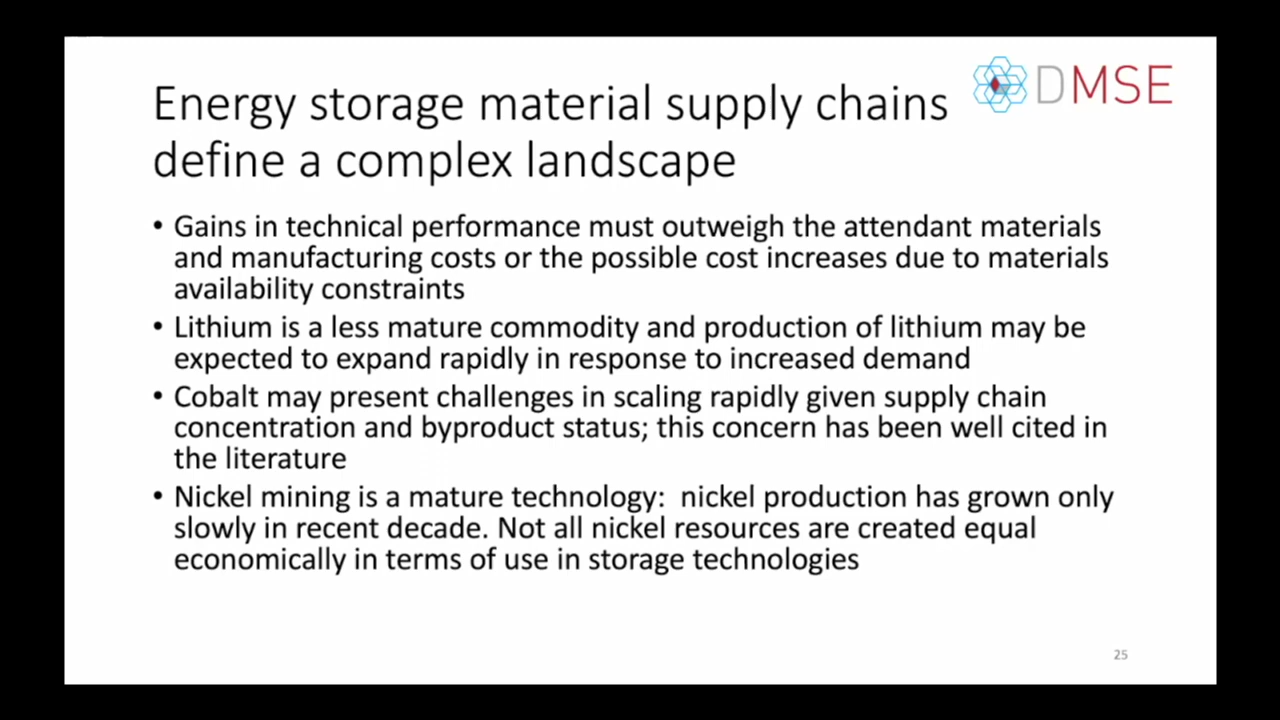 Energy storage material supply chains
define a complex landscape
DMSE
• Gains in technical performance must outweigh the attendant materials
and manufacturing costs or the possible cost increases due to materials
availability constraints
• Lithium is a less mature commodity and production of lithium may be
expected to expand rapidly in response to increased demand
• Cobalt may present challenges in scaling rapidly given supply chain
concentration and byproduct status; this concern has been well cited in
the literature
• Nickel mining is a mature technology:  nickel production has grown only
slowly in recent decade. Not all nickel resources are created equal
economically in terms of use in storage technologies
25